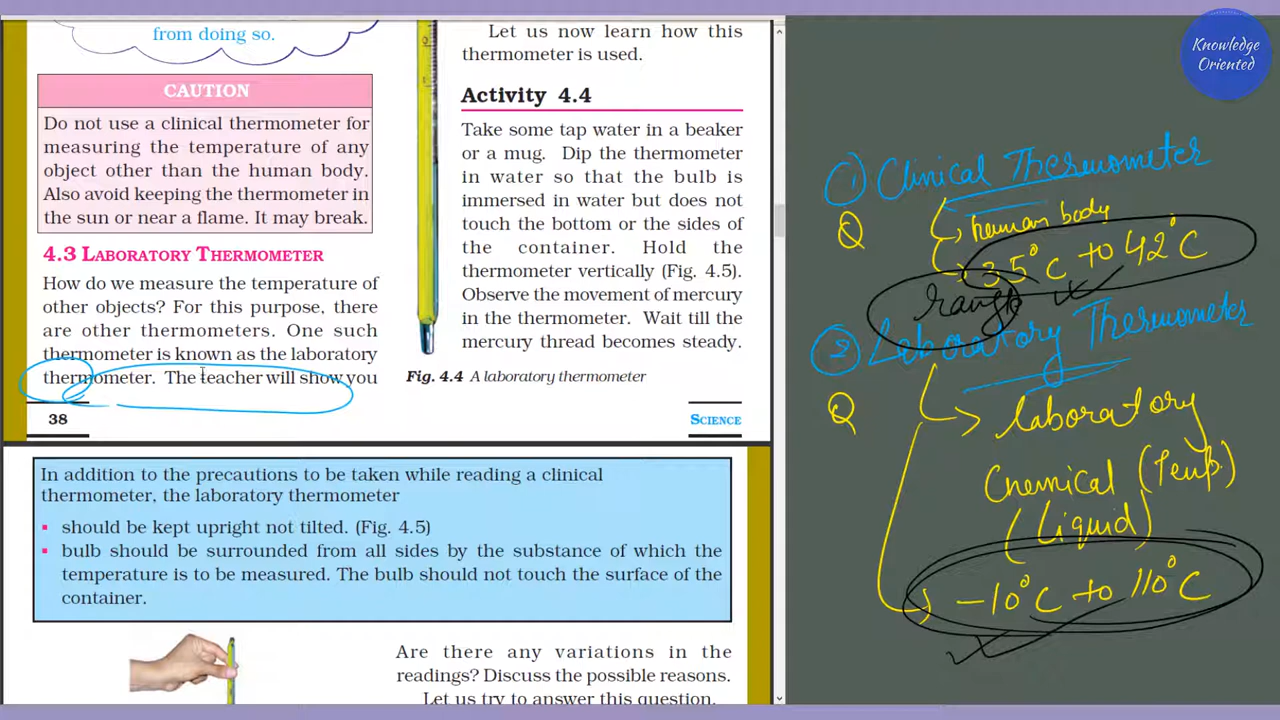 from doing so.
CAUTION
Do not use a clinical thermometer for
measuring the temperature of any
object other than the human body.
Also avoid keeping the thermometer in
the sun or near a flame. It may break.
4.3 LABORATORY THERMOMETER
How do we measure the temperature of
other objects? For this purpose, there
are other thermometers. One such
thermometer is known as the laboratory
thermometer. The teacher will show you
38
Let us now learn how this
thermometer is used.
Activity 4.4
Take some tap water in a beaker
or a mug. Dip the thermometer
in water so that the bulb is
immersed in water but does not
touch the bottom or the sides of
the container. Hold the
thermometer vertically (Fig. 4.5).
Observe the movement of mercury
in the thermometer. Wait till the
mercury thread becomes steady.
Fig. 4.4 A laboratory thermometer
SCIENCE
In addition to the precautions to be taken while reading a clinical
thermometer, the laboratory thermometer
▪ should be kept upright not tilted. (Fig. 4.5)
▪ bulb should be surrounded from all sides by the substance of which the
temperature is to be measured. The bulb should not touch the surface of the
container.
Are there any variations in the
readings? Discuss the possible reasons.
Let us try to answer this question.
Knowledge
Oriented
① Clinical Thermometer
Q
human body
35°C to 42°C
range
② Laboratory Thermometer
Q
laboratory
Chemical (Temp.)
(Liquid)
-10°C to 110°C